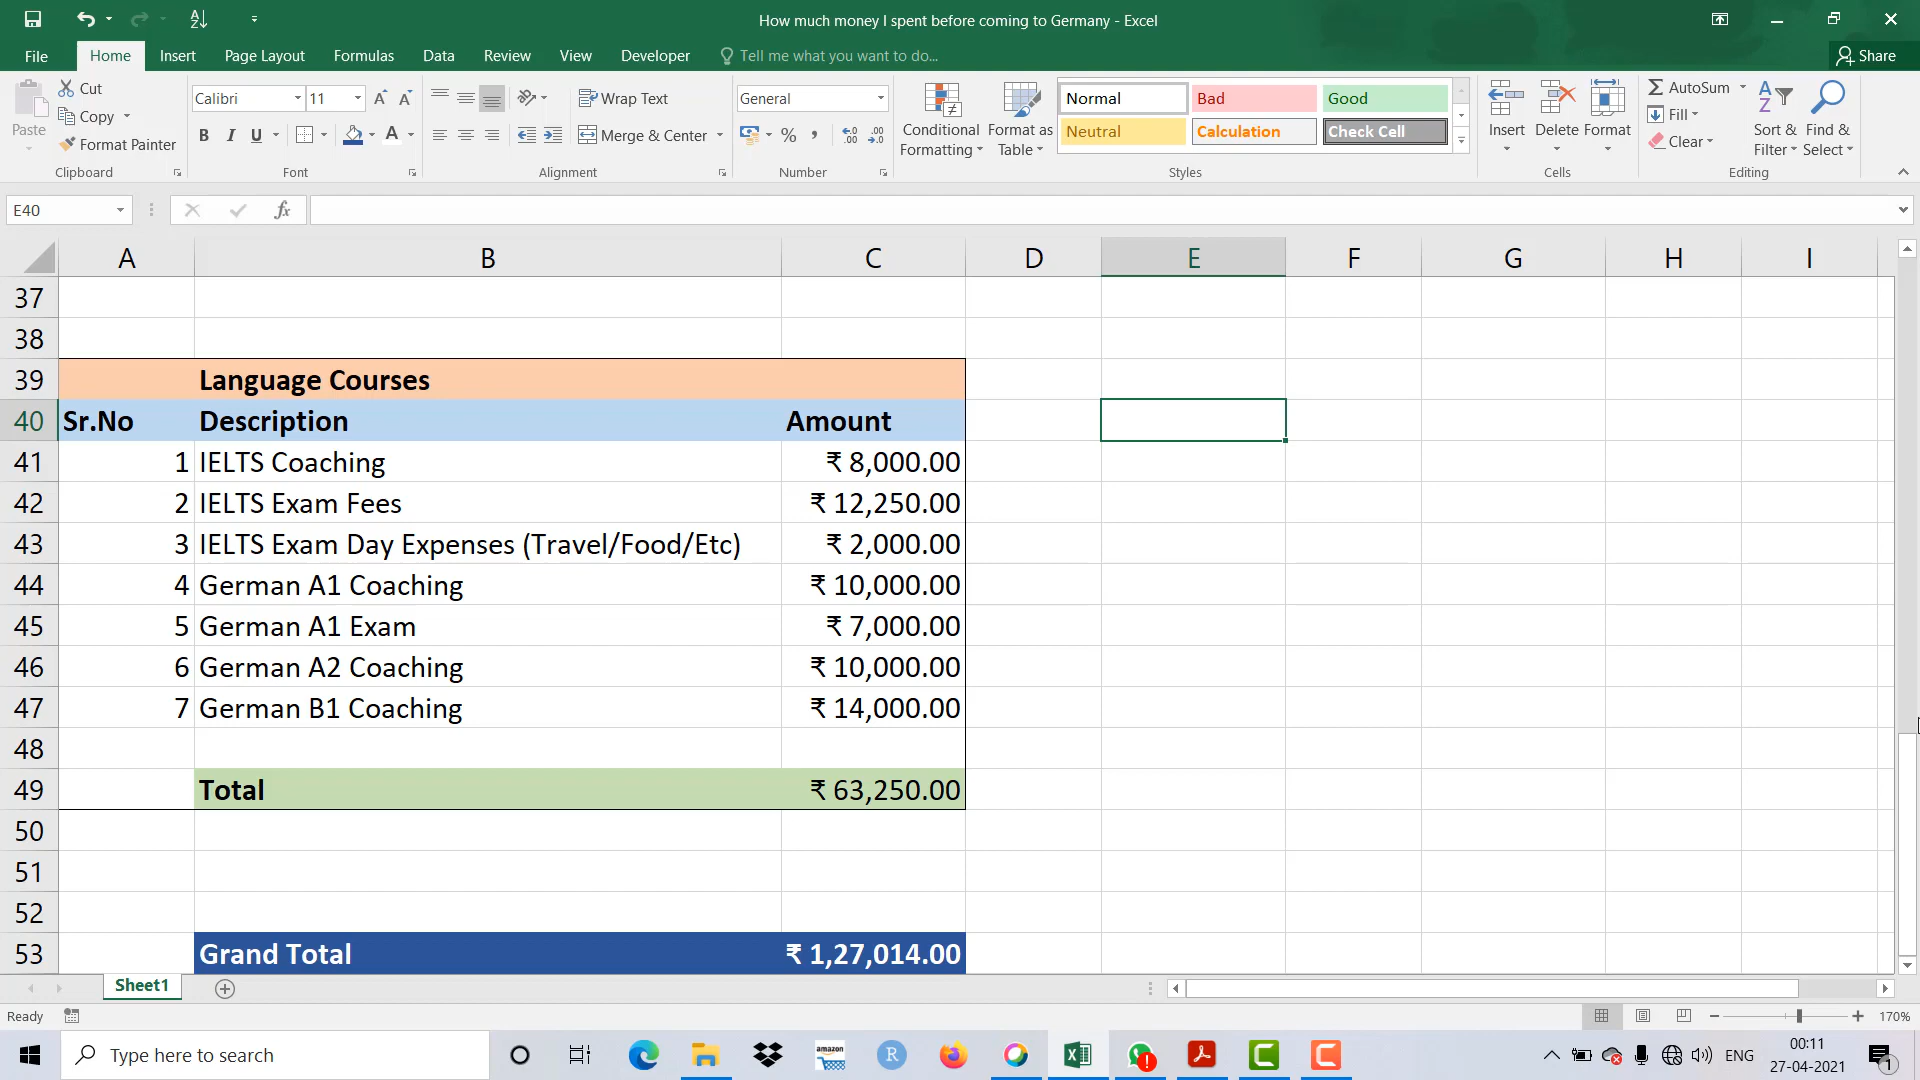 How much money I spent before coming to Germany - Excel
File Home Insert Page Layout Formulas Data Review View Developer Tell me what you want to do... Share
Paste Cut Copy Format Painter Clipboard
Calibri 11 Font
Wrap Text Merge & Center Alignment
General Number
Conditional Formatting Format as Table
Normal Bad Good
Neutral Calculation Check Cell
Styles
Insert Delete Format Cells
AutoSum Fill Clear Sort & Filter Find & Select Editing
E40 fx
A B C D E F G H I
37
38
39 Language Courses
40 Sr.No Description Amount
41 1 IELTS Coaching ₹ 8,000.00
42 2 IELTS Exam Fees ₹ 12,250.00
43 3 IELTS Exam Day Expenses (Travel/Food/Etc) ₹ 2,000.00
44 4 German A1 Coaching ₹ 10,000.00
45 5 German A1 Exam ₹ 7,000.00
46 6 German A2 Coaching ₹ 10,000.00
47 7 German B1 Coaching ₹ 14,000.00
48
49 Total ₹ 63,250.00
50
51
52
53 Grand Total ₹ 1,27,014.00
Sheet1
Ready 170%
Type here to search amazon R ENG 00:11
27-04-2021 1